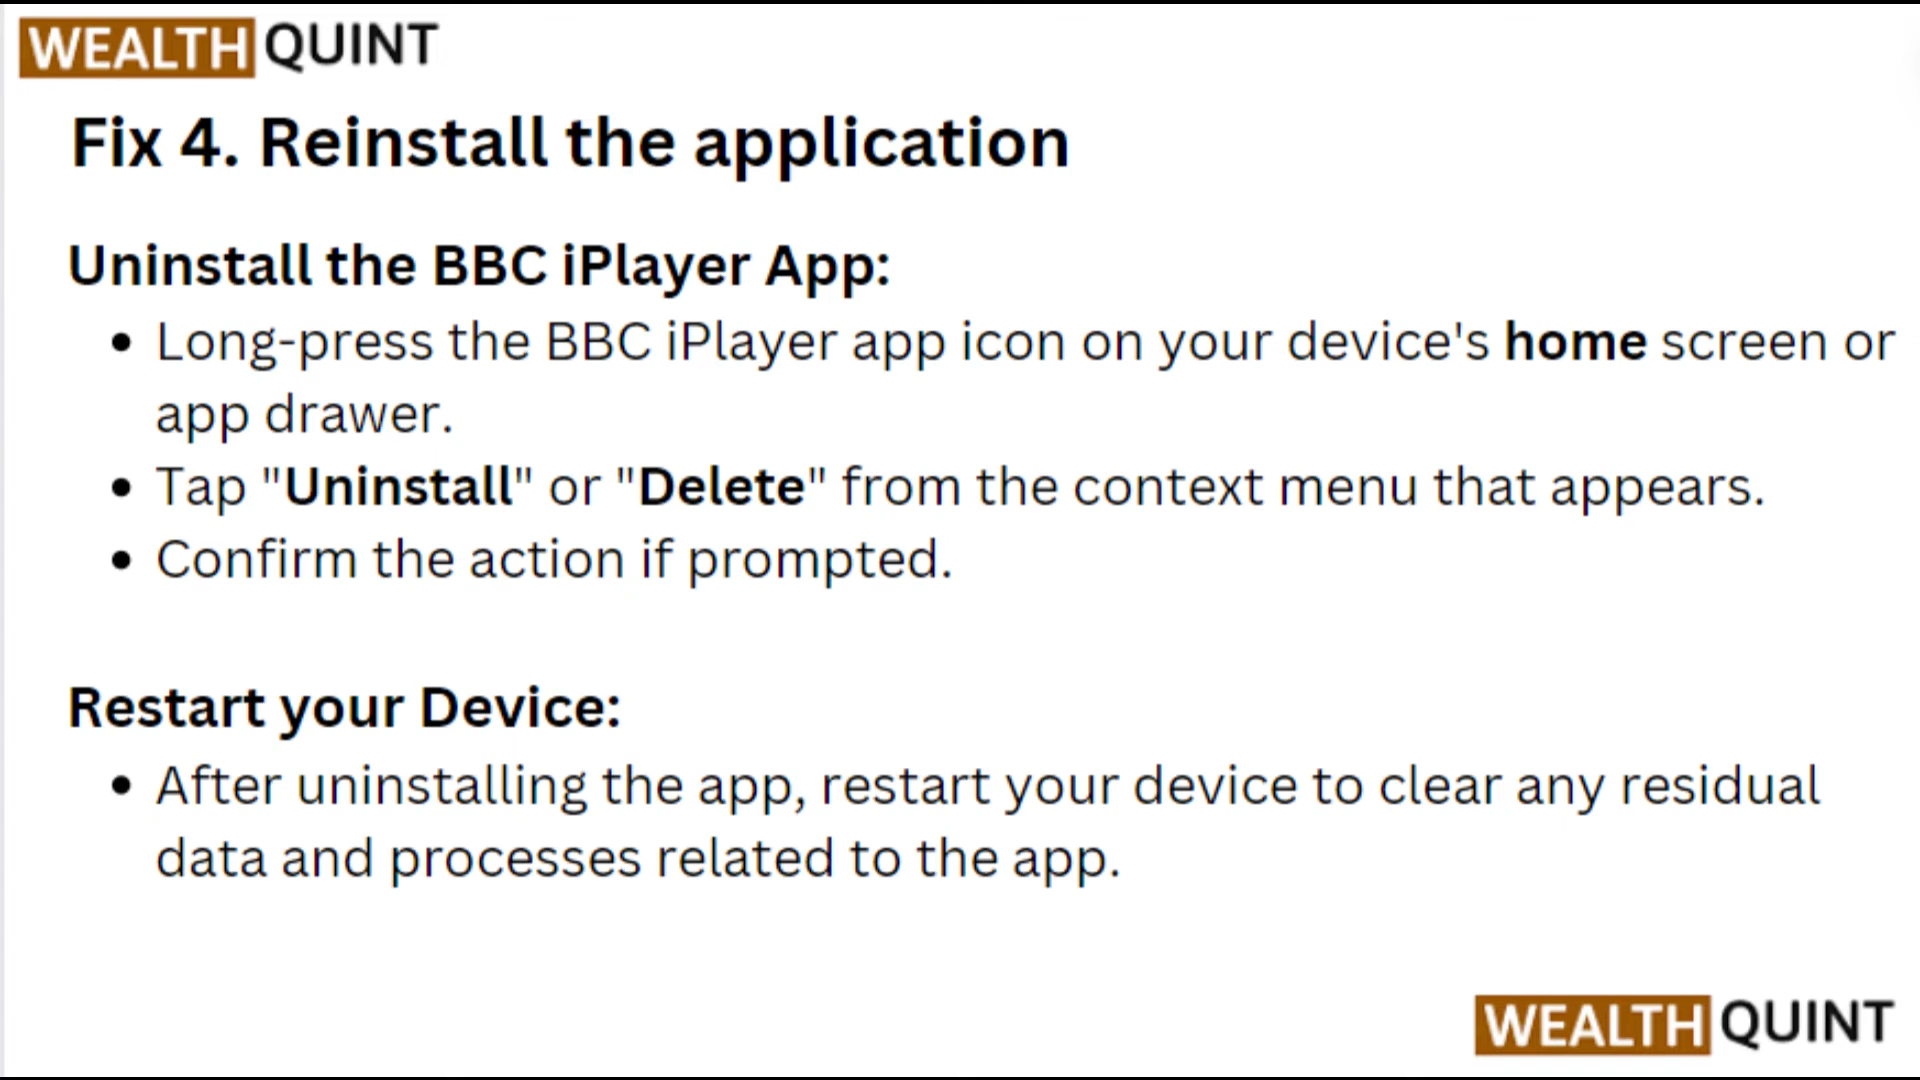 WEALTH QUINT
Fix 4. Reinstall the application
Uninstall the BBC iPlayer App:
• Long-press the BBC iPlayer app icon on your device's home screen or
app drawer.
• Tap "Uninstall" or "Delete" from the context menu that appears.
• Confirm the action if prompted.
Restart your Device:
• After uninstalling the app, restart your device to clear any residual
data and processes related to the app.
WEALTH QUINT